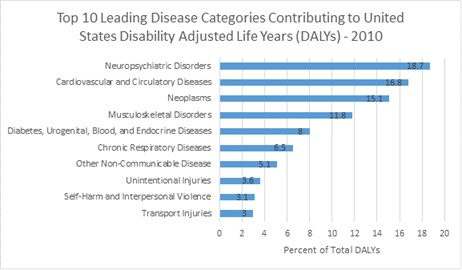 Top 10 Leading Disease Categories Contributing to United
States Disability Adjusted Life Years (DALYs) - 2010
Neuropsychiatric Disorders 18.7
Cardiovascular and Circulatory Diseases 16.8
Neoplasms 15.1
Musculoskeletal Disorders 11.8
Diabetes, Urogenital, Blood, and Endocrine Diseases 8
Chronic Respiratory Diseases 6.5
Other Non-Communicable Disease 5.1
Unintentional Injuries 3.6
Self-Harm and Interpersonal Violence 3.1
Transport Injuries 3
0 2 4 6 8 10 12 14 16 18 20
Percent of Total DALYs